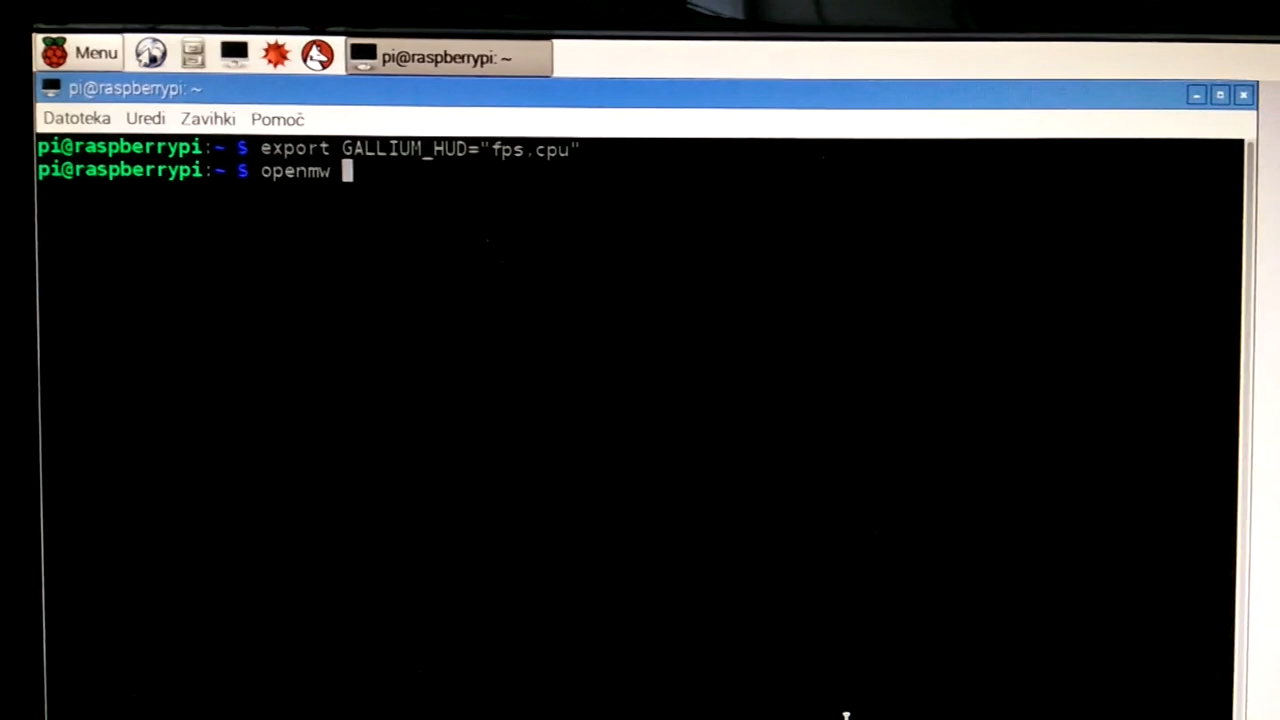 Menu
pi@raspberrypi: ~
pi@raspberrypi: ~
Datoteka Uredi Zavihki Pomoč
pi@raspberrypi:~ $ export GALLIUM_HUD="fps,cpu"
pi@raspberrypi:~ $ openmw